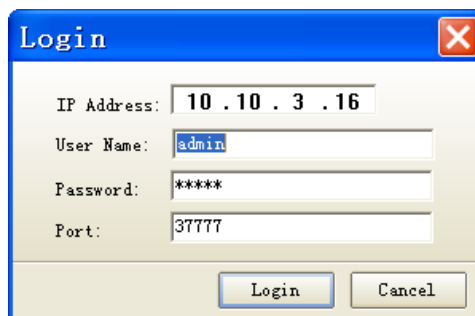 Login
IP Address: 10 .10 . 3 .16
User Name: admin
Password: *****
Port: 37777
Login Cancel